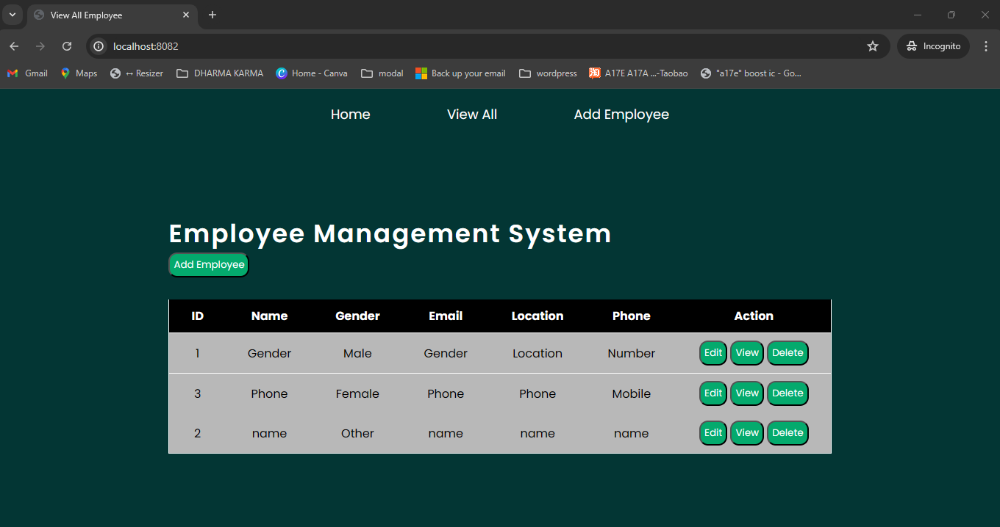 View All Employee
localhost:8082
Incognito
Gmail Maps ↔ Resizer DHARMA KARMA Home - Canva modal Back up your email wordpress A17E A17A ...-Taobao "a17e" boost ic - Go...
Home View All Add Employee
Employee Management System
Add Employee
ID Name Gender Email Location Phone Action
1 Gender Male Gender Location Number Edit View Delete
3 Phone Female Phone Phone Mobile Edit View Delete
2 name Other name name name Edit View Delete